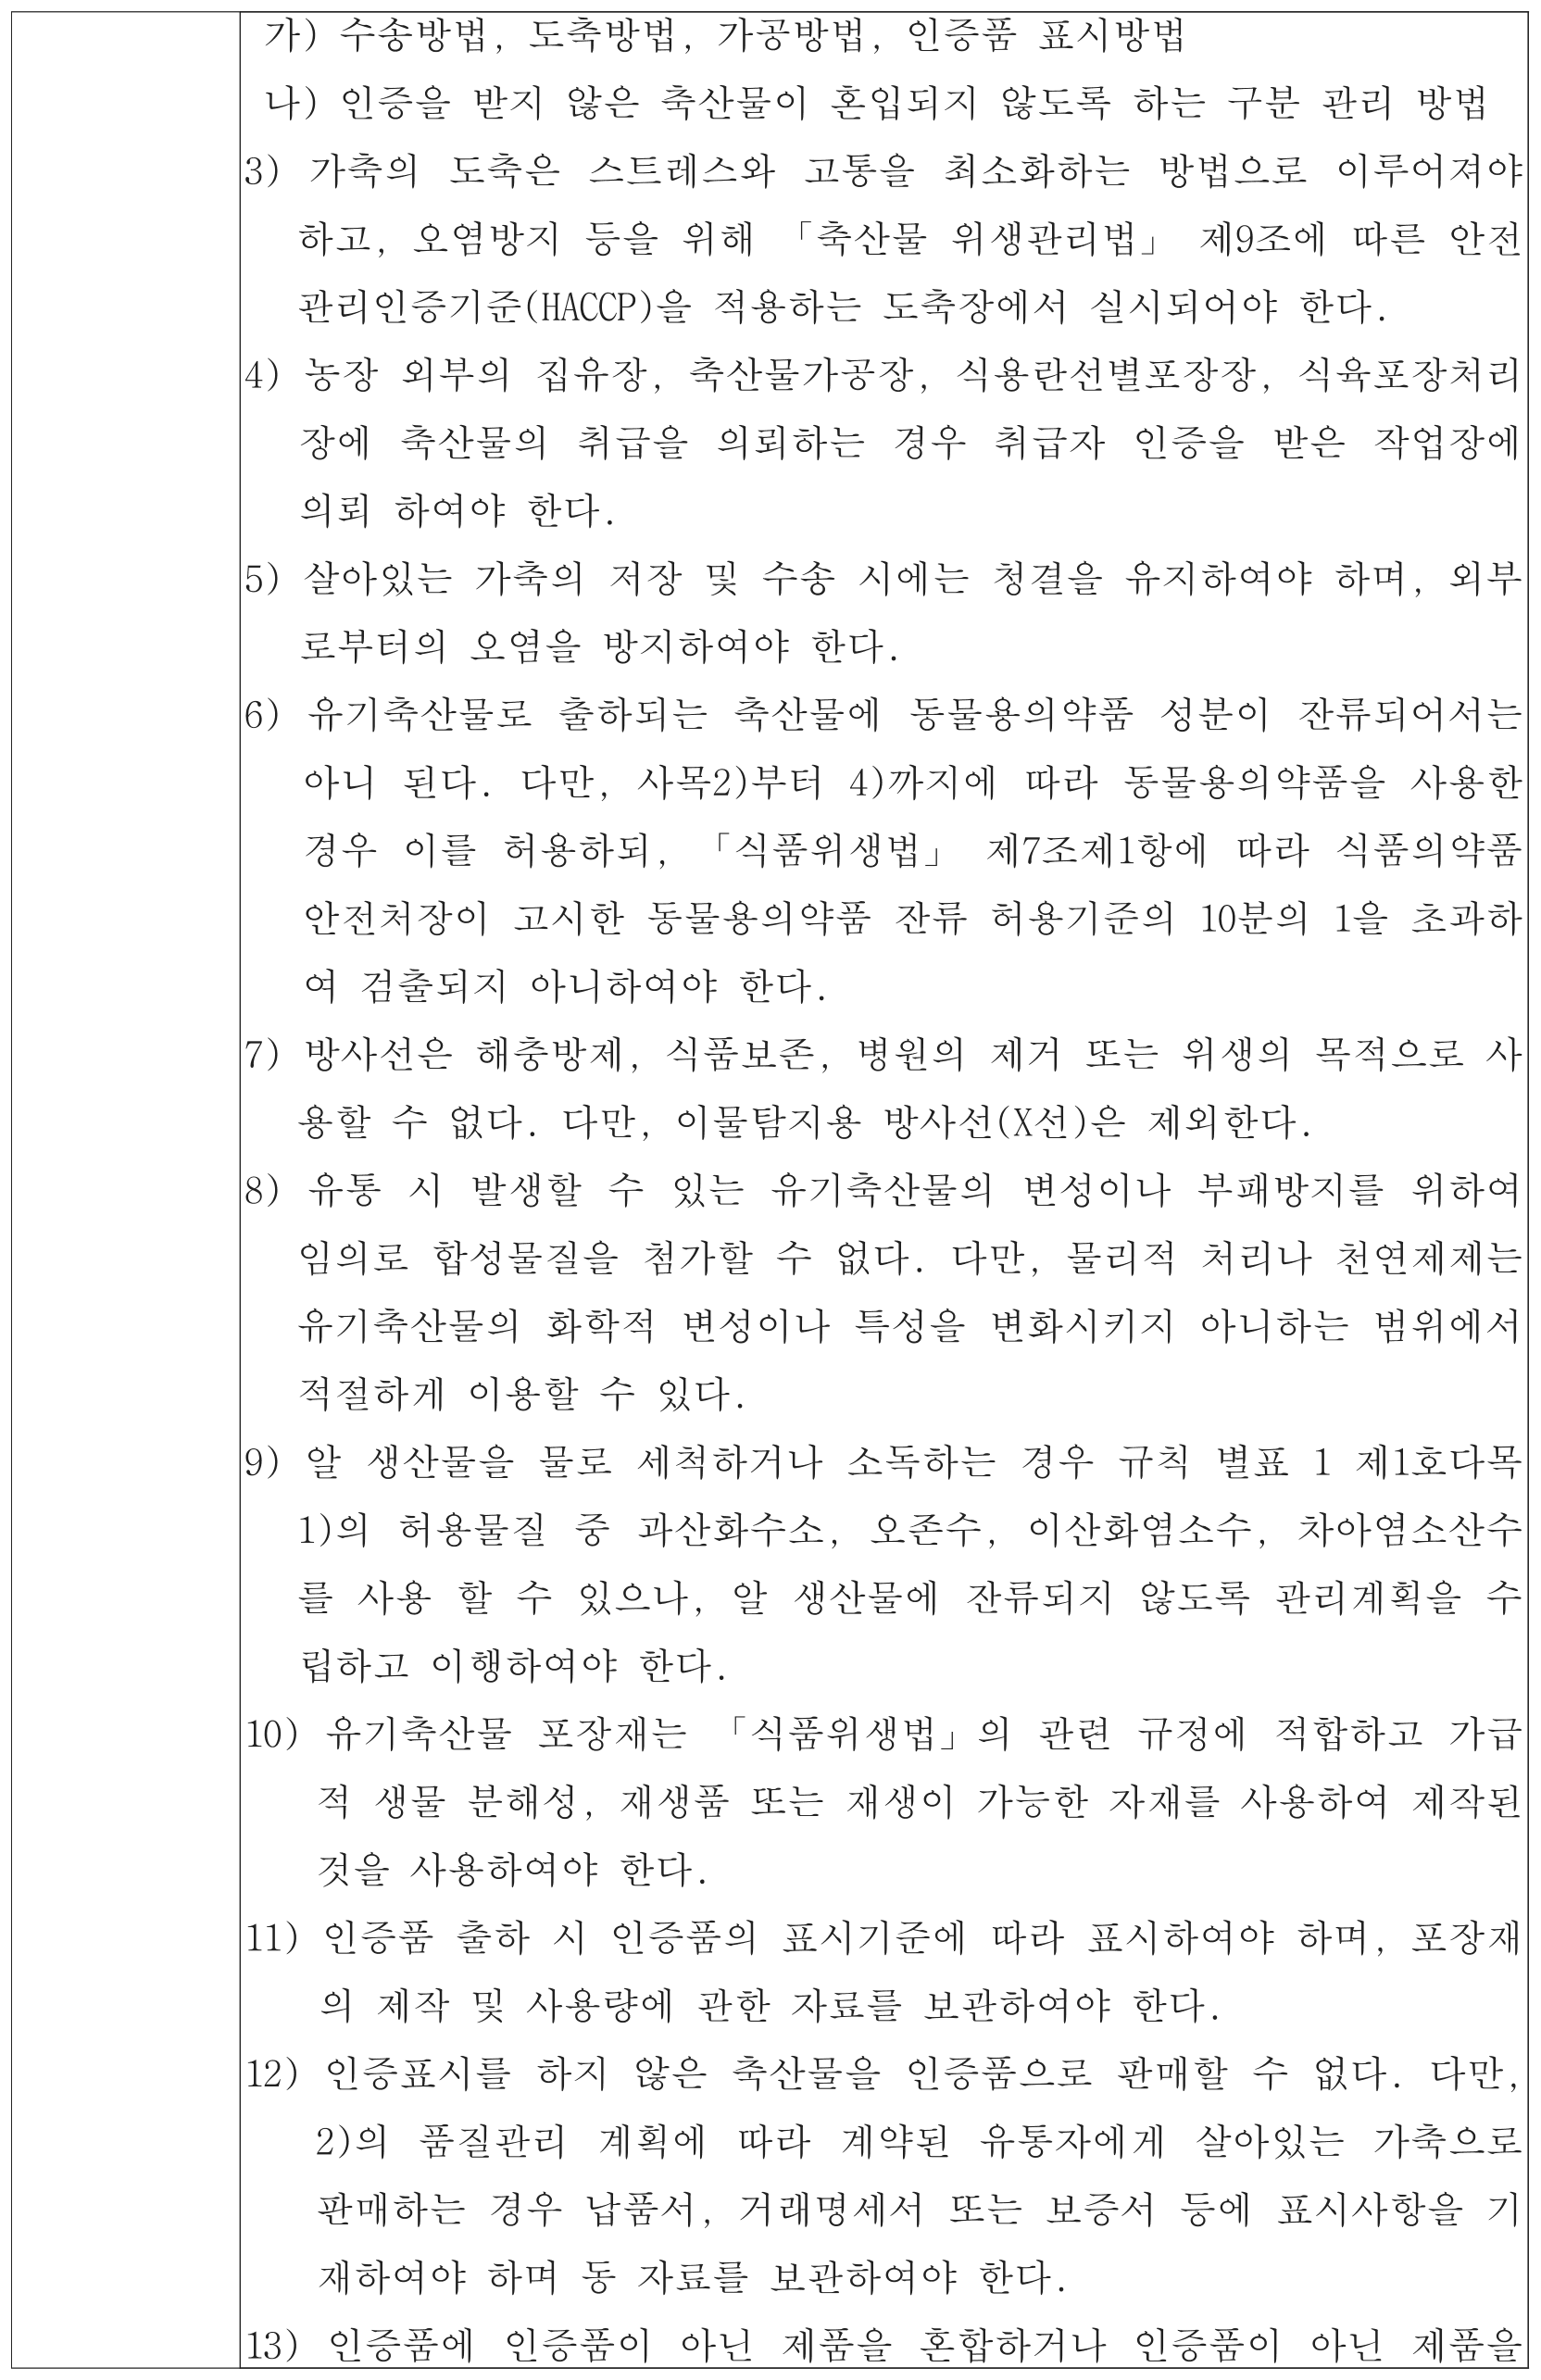 가) 수송방법, 도축방법, 가공방법, 인증품 표시방법
나) 인증을 받지 않은 축산물이 혼입되지 않도록 하는 구분 관리 방법
3) 가축의 도축은 스트레스와 고통을 최소화하는 방법으로 이루어져야
하고, 오염방지 등을 위해 「축산물 위생관리법」 제9조에 따른 안전
관리인증기준(HACCP)을 적용하는 도축장에서 실시되어야 한다.
4) 농장 외부의 집유장, 축산물가공장, 식용란선별포장장, 식육포장처리
장에 축산물의 취급을 의뢰하는 경우 취급자 인증을 받은 작업장에
의뢰 하여야 한다.
5) 살아있는 가축의 저장 및 수송 시에는 청결을 유지하여야 하며, 외부
로부터의 오염을 방지하여야 한다.
6) 유기축산물로 출하되는 축산물에 동물용의약품 성분이 잔류되어서는
아니 된다. 다만, 사목2)부터 4)까지에 따라 동물용의약품을 사용한
경우 이를 허용하되, 「식품위생법」 제7조제1항에 따라 식품의약품
안전처장이 고시한 동물용의약품 잔류 허용기준의 10분의 1을 초과하
여 검출되지 아니하여야 한다.
7) 방사선은 해충방제, 식품보존, 병원의 제거 또는 위생의 목적으로 사
용할 수 없다. 다만, 이물탐지용 방사선(X선)은 제외한다.
8) 유통 시 발생할 수 있는 유기축산물의 변성이나 부패방지를 위하여
임의로 합성물질을 첨가할 수 없다. 다만, 물리적 처리나 천연제제는
유기축산물의 화학적 변성이나 특성을 변화시키지 아니하는 범위에서
적절하게 이용할 수 있다.
9) 알 생산물을 물로 세척하거나 소독하는 경우 규칙 별표 1 제1호다목
1)의 허용물질 중 과산화수소, 오존수, 이산화염소수, 차아염소산수
를 사용 할 수 있으나, 알 생산물에 잔류되지 않도록 관리계획을 수
립하고 이행하여야 한다.
10) 유기축산물 포장재는 「식품위생법」의 관련 규정에 적합하고 가급
적 생물 분해성, 재생품 또는 재생이 가능한 자재를 사용하여 제작된
것을 사용하여야 한다.
11) 인증품 출하 시 인증품의 표시기준에 따라 표시하여야 하며, 포장재
의 제작 및 사용량에 관한 자료를 보관하여야 한다.
12) 인증표시를 하지 않은 축산물을 인증품으로 판매할 수 없다. 다만,
2)의 품질관리 계획에 따라 계약된 유통자에게 살아있는 가축으로
판매하는 경우 납품서, 거래명세서 또는 보증서 등에 표시사항을 기
재하여야 하며 동 자료를 보관하여야 한다.
13) 인증품에 인증품이 아닌 제품을 혼합하거나 인증품이 아닌 제품을